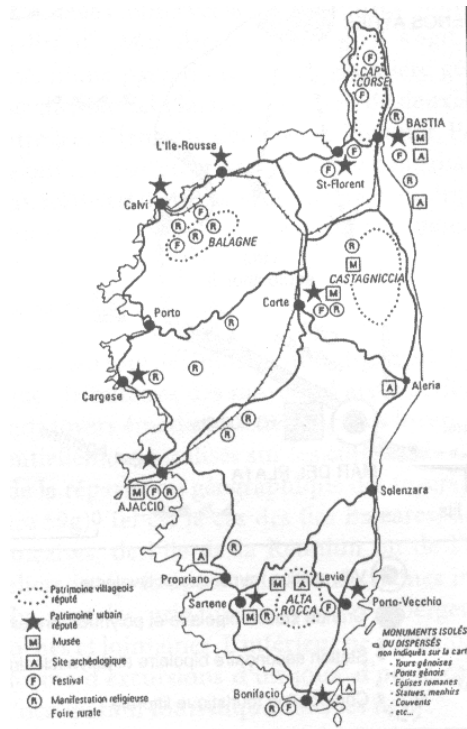 CAP
CORSE
F
F
R
BASTIA
M
F
A
L'Ile-Rousse
F
F
St-Florent
R
A
Calvi
F
R
R
F
R
R
BALAGNE
R
M
CASTAGNICCIA
Corte
M
F
R
Porto
R
R
Cargese
R
A
Aleria
R
R
AJACCIO
M
F
R
Solenzara
A
R
Propriano
M
A
Levie
ALTA
ROCCA
F
Sartene
M
R
Porto-Vecchio
Bonifacio
A
R
F
Patrimoine villageois
réputé
Patrimoine urbain
réputé
M Musée
A Site archéologique
F Festival
R Manifestation religieuse
Foire rurale
MONUMENTS ISOLÉS
OU DISPERSÉS
non indiqués sur la carte
- Tours génoises
- Ponts génois
- Eglises romanes
- Statues, menhirs
- Couvents
etc...